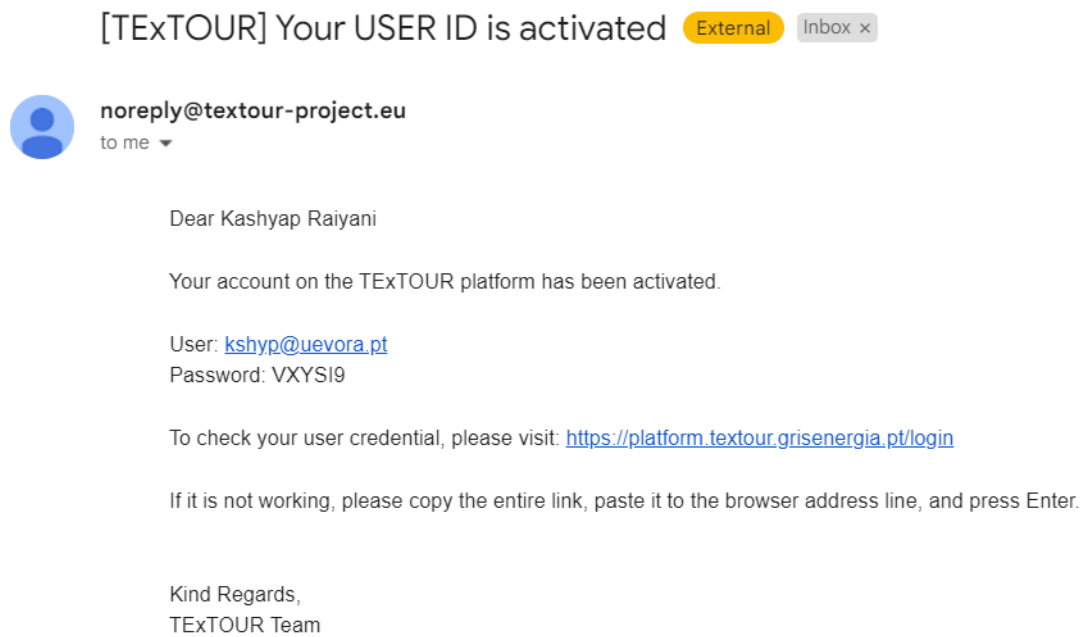 [TExTOUR] Your USER ID is activated External Inbox ×
noreply@textour-project.eu
to me
Dear Kashyap Raiyani
Your account on the TExTOUR platform has been activated.
User: kshyp@uevora.pt
Password: VXYSI9
To check your user credential, please visit: https://platform.textour.grisenergia.pt/login
If it is not working, please copy the entire link, paste it to the browser address line, and press Enter.
Kind Regards,
TExTOUR Team